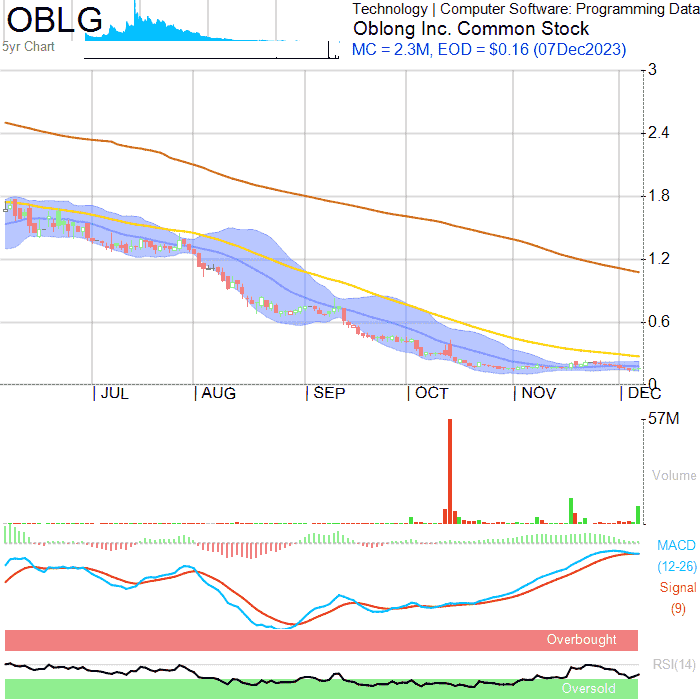 OBLG
Technology | Computer Software: Programming Data
5yr Chart
Oblong Inc. Common Stock
MC = 2.3M, EOD = $0.16 (07Dec2023)
3
2.4
1.8
1.2
0.6
0
JUL AUG SEP OCT NOV DEC
57M
Volume
MACD
(12-26)
Signal
(9)
Overbought
RSI(14)
Oversold